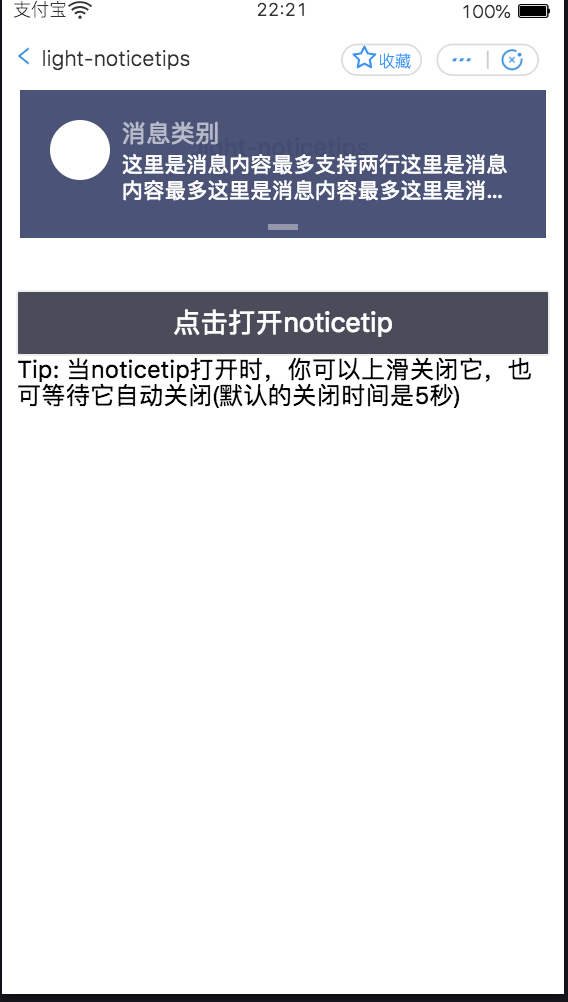 支付宝 22:21 100%
light-noticetips 收藏
消息类别
light-noticetips
这里是消息内容最多支持两行这里是消息
内容最多这里是消息内容最多这里是消...
点击打开noticetip
Tip: 当noticetip打开时，你可以上滑关闭它，也
可等待它自动关闭(默认的关闭时间是5秒)